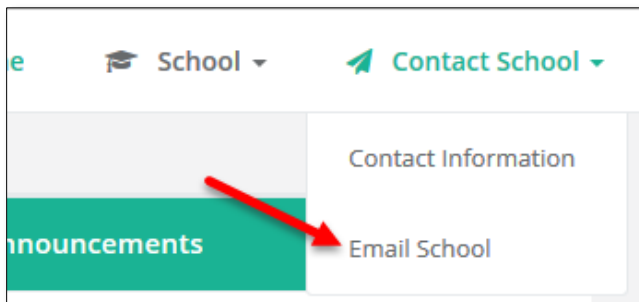 e School Contact School
Contact Information
nnouncements
Email School